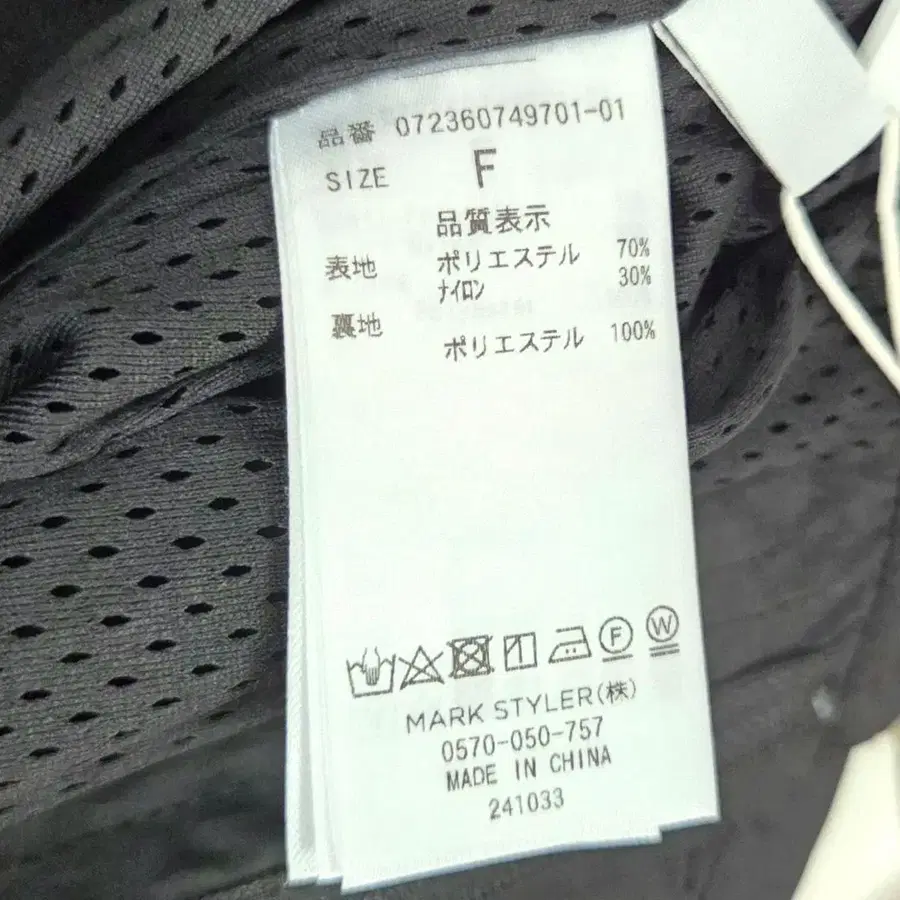 品番 072360749701-01
SIZE F
品質表示
表地 ポリエステル 70%
ナイロン 30%
裏地
ポリエステル 100%
F W
MARK STYLER(株)
0570-050-757
MADE IN CHINA
241033